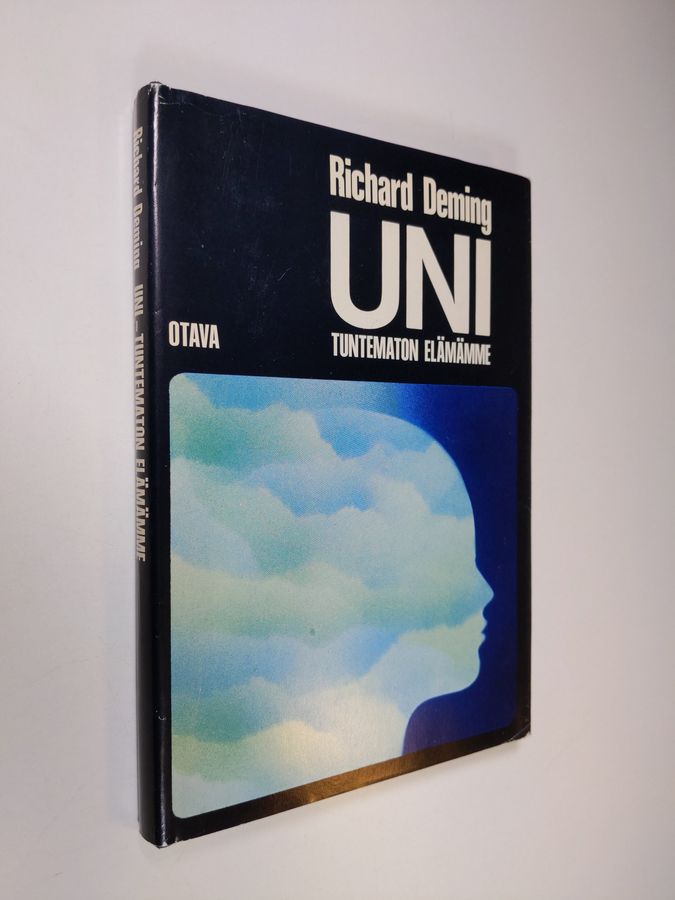 Richard Deming
UNI
TUNTEMATON ELÄMÄMME
OTAVA
Richard Deming UNI – TUNTEMATON ELÄMÄMME